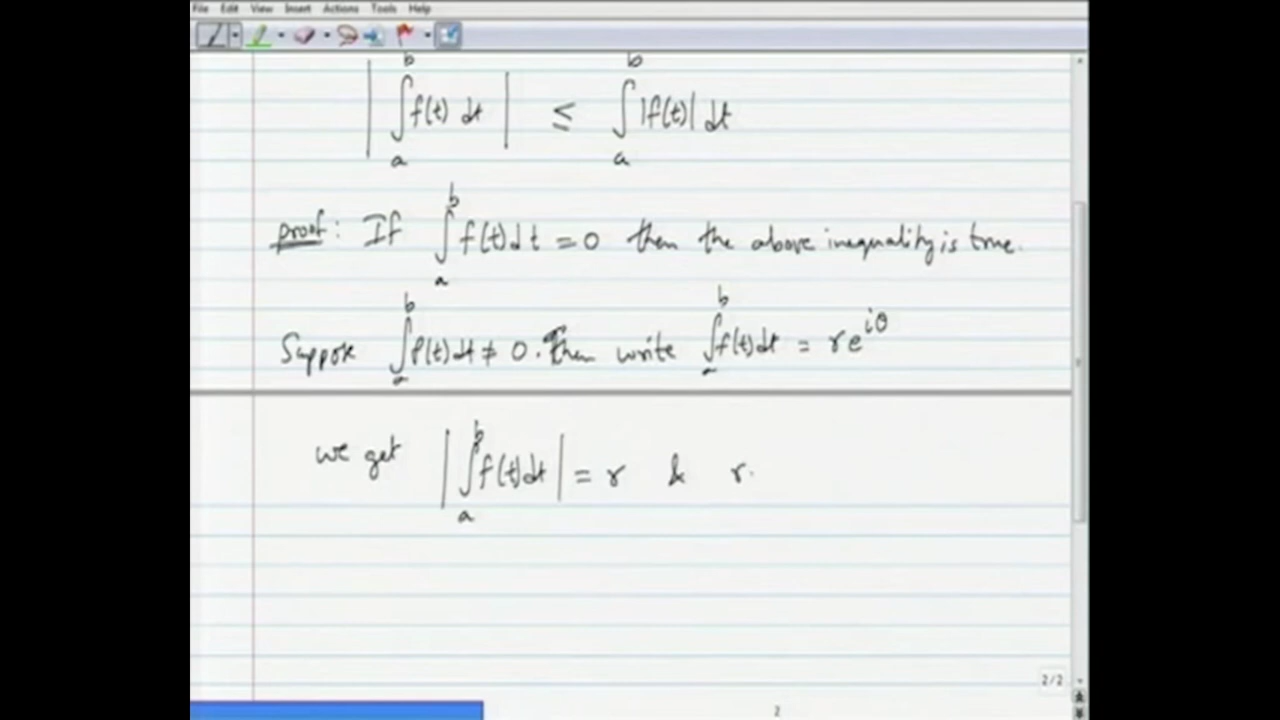 File Edit View Insert Actions Tools Help
| ∫_a^b f(t) dt | ≤ ∫_a^b |f(t)| dt
proof: If ∫_a^b f(t) dt = 0 then the above inequality is true.
Suppose ∫_a^b f(t) dt ≠ 0. Then write ∫_a^b f(t) dt = re^{iθ}
we get | ∫_a^b f(t) dt | = r & r
2/2
2